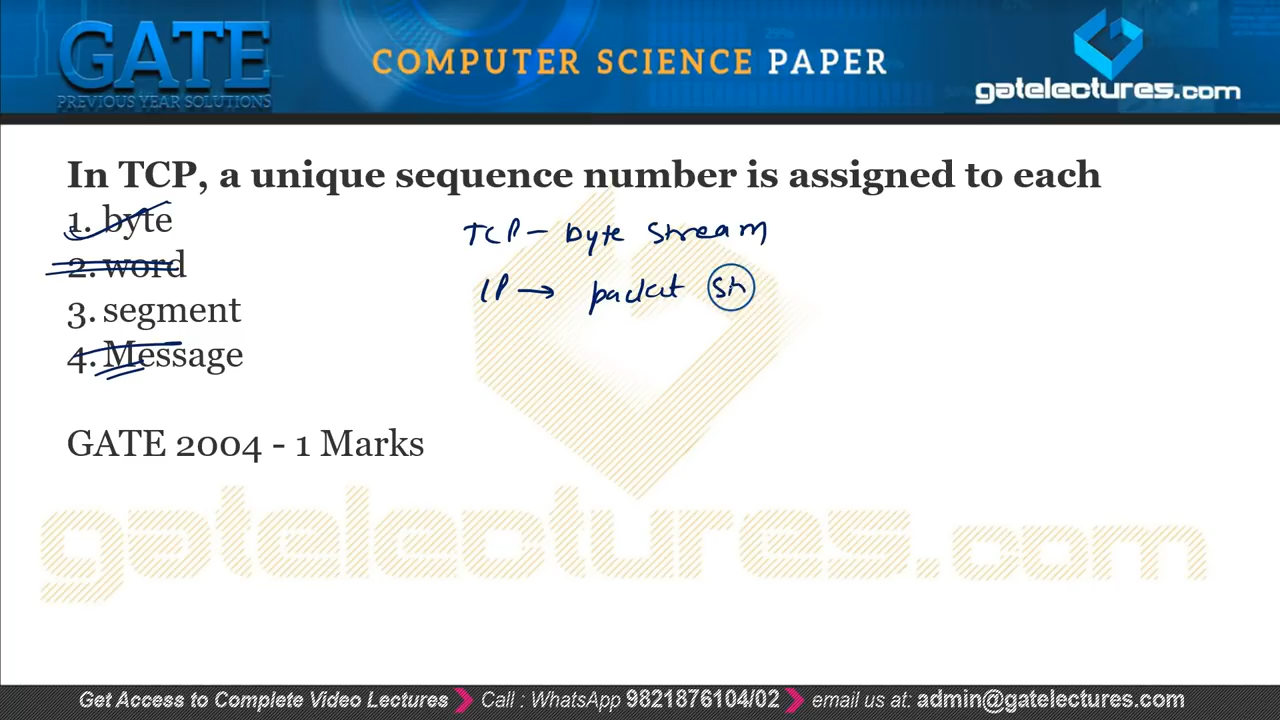 GATE
PREVIOUS YEAR SOLUTIONS
COMPUTER SCIENCE PAPER
gatelectures.com
In TCP, a unique sequence number is assigned to each
1. byte
2. word
3. segment
4. Message
TCP – byte stream
IP → packet st
GATE 2004 - 1 Marks
gatelectures.com
Get Access to Complete Video Lectures Call : WhatsApp 9821876104/02 email us at: admin@gatelectures.com